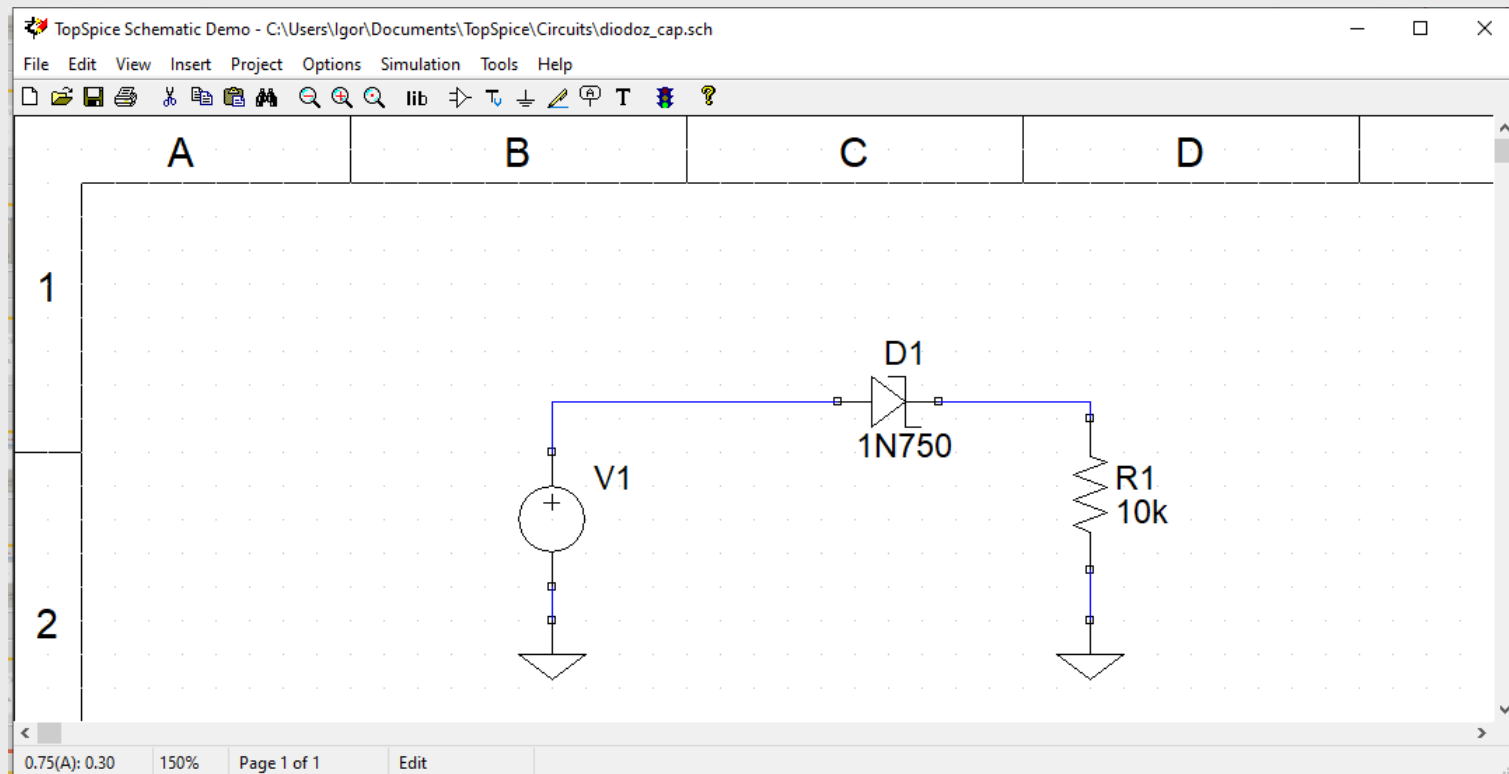 TopSpice Schematic Demo - C:\Users\Igor\Documents\TopSpice\Circuits\diodoz_cap.sch
File Edit View Insert Project Options Simulation Tools Help
lib A T ?
A B C D
1
D1
1N750
V1
+
R1
10k
2
0.75(A): 0.30 150% Page 1 of 1 Edit